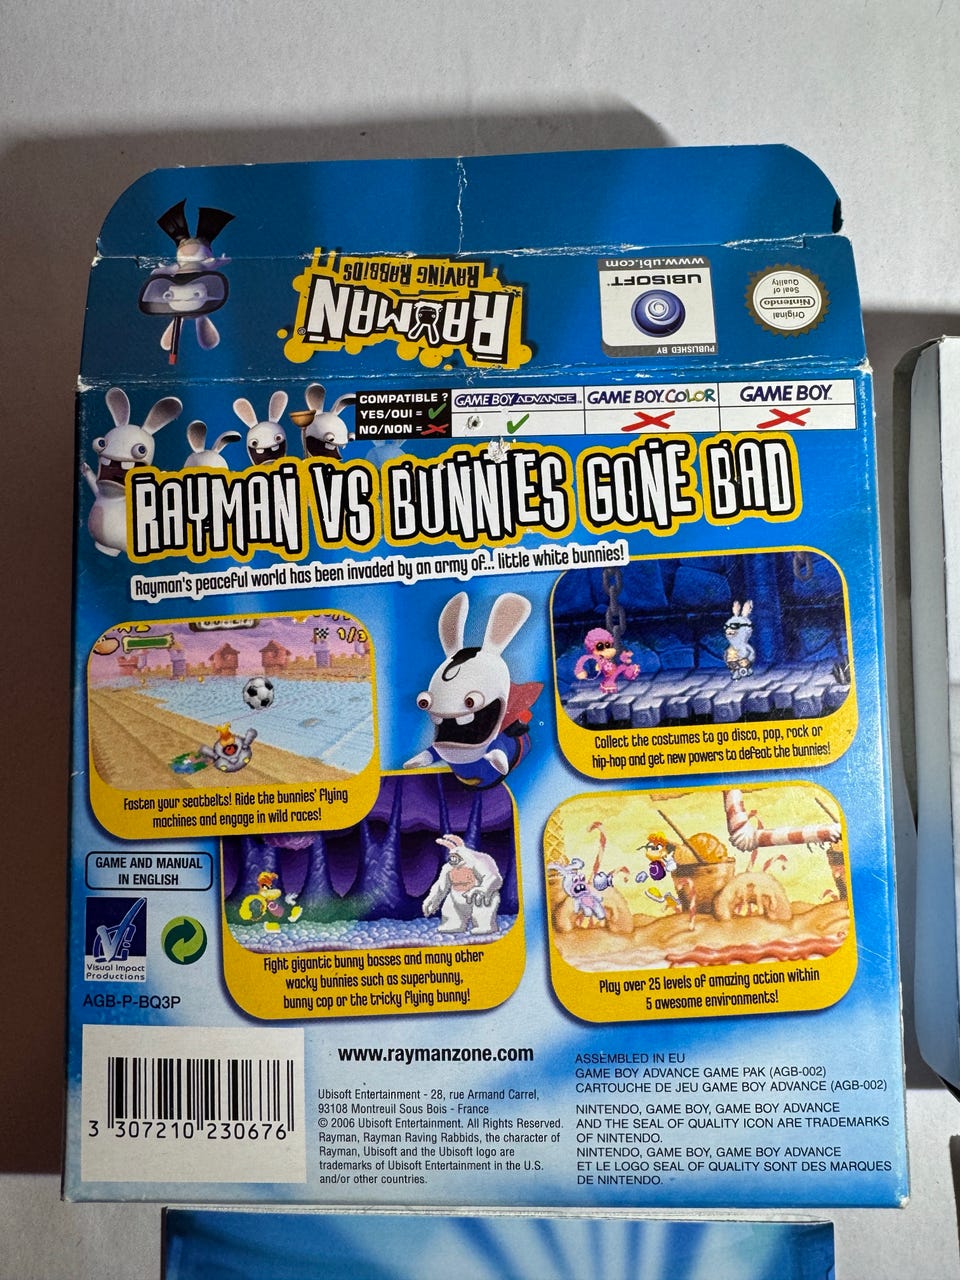 Original
Nintendo
Seal of
Quality
PUBLISHED BY
UBISOFT™
www.ubi.com
RAYMAN®
RAVING RABBIDS
COMPATIBLE ?
YES/OUI =
NO/NON =
GAME BOY ADVANCE™
GAME BOY COLOR
GAME BOY™
RAYMAN VS BUNNIES GONE BAD
Rayman's peaceful world has been invaded by an army of... little white bunnies!
1/3
Collect the costumes to go disco, pop, rock or
hip-hop and get new powers to defeat the bunnies!
Fasten your seatbelts! Ride the bunnies' flying
machines and engage in wild races!
GAME AND MANUAL
IN ENGLISH
Visual Impact
Productions
AGB-P-BQ3P
Fight gigantic bunny bosses and many other
wacky bunnies such as superbunny,
bunny cop or the tricky flying bunny!
Play over 25 levels of amazing action within
5 awesome environments!
www.raymanzone.com
3 307210 230676
Ubisoft Entertainment - 28, rue Armand Carrel,
93108 Montreuil Sous Bois - France
© 2006 Ubisoft Entertainment. All Rights Reserved.
Rayman, Rayman Raving Rabbids, the character of
Rayman, Ubisoft and the Ubisoft logo are
trademarks of Ubisoft Entertainment in the U.S.
and/or other countries.
ASSEMBLED IN EU
GAME BOY ADVANCE GAME PAK (AGB-002)
CARTOUCHE DE JEU GAME BOY ADVANCE (AGB-002)
NINTENDO, GAME BOY, GAME BOY ADVANCE
AND THE SEAL OF QUALITY ICON ARE TRADEMARKS
OF NINTENDO.
NINTENDO, GAME BOY, GAME BOY ADVANCE
ET LE LOGO SEAL OF QUALITY SONT DES MARQUES
DE NINTENDO.